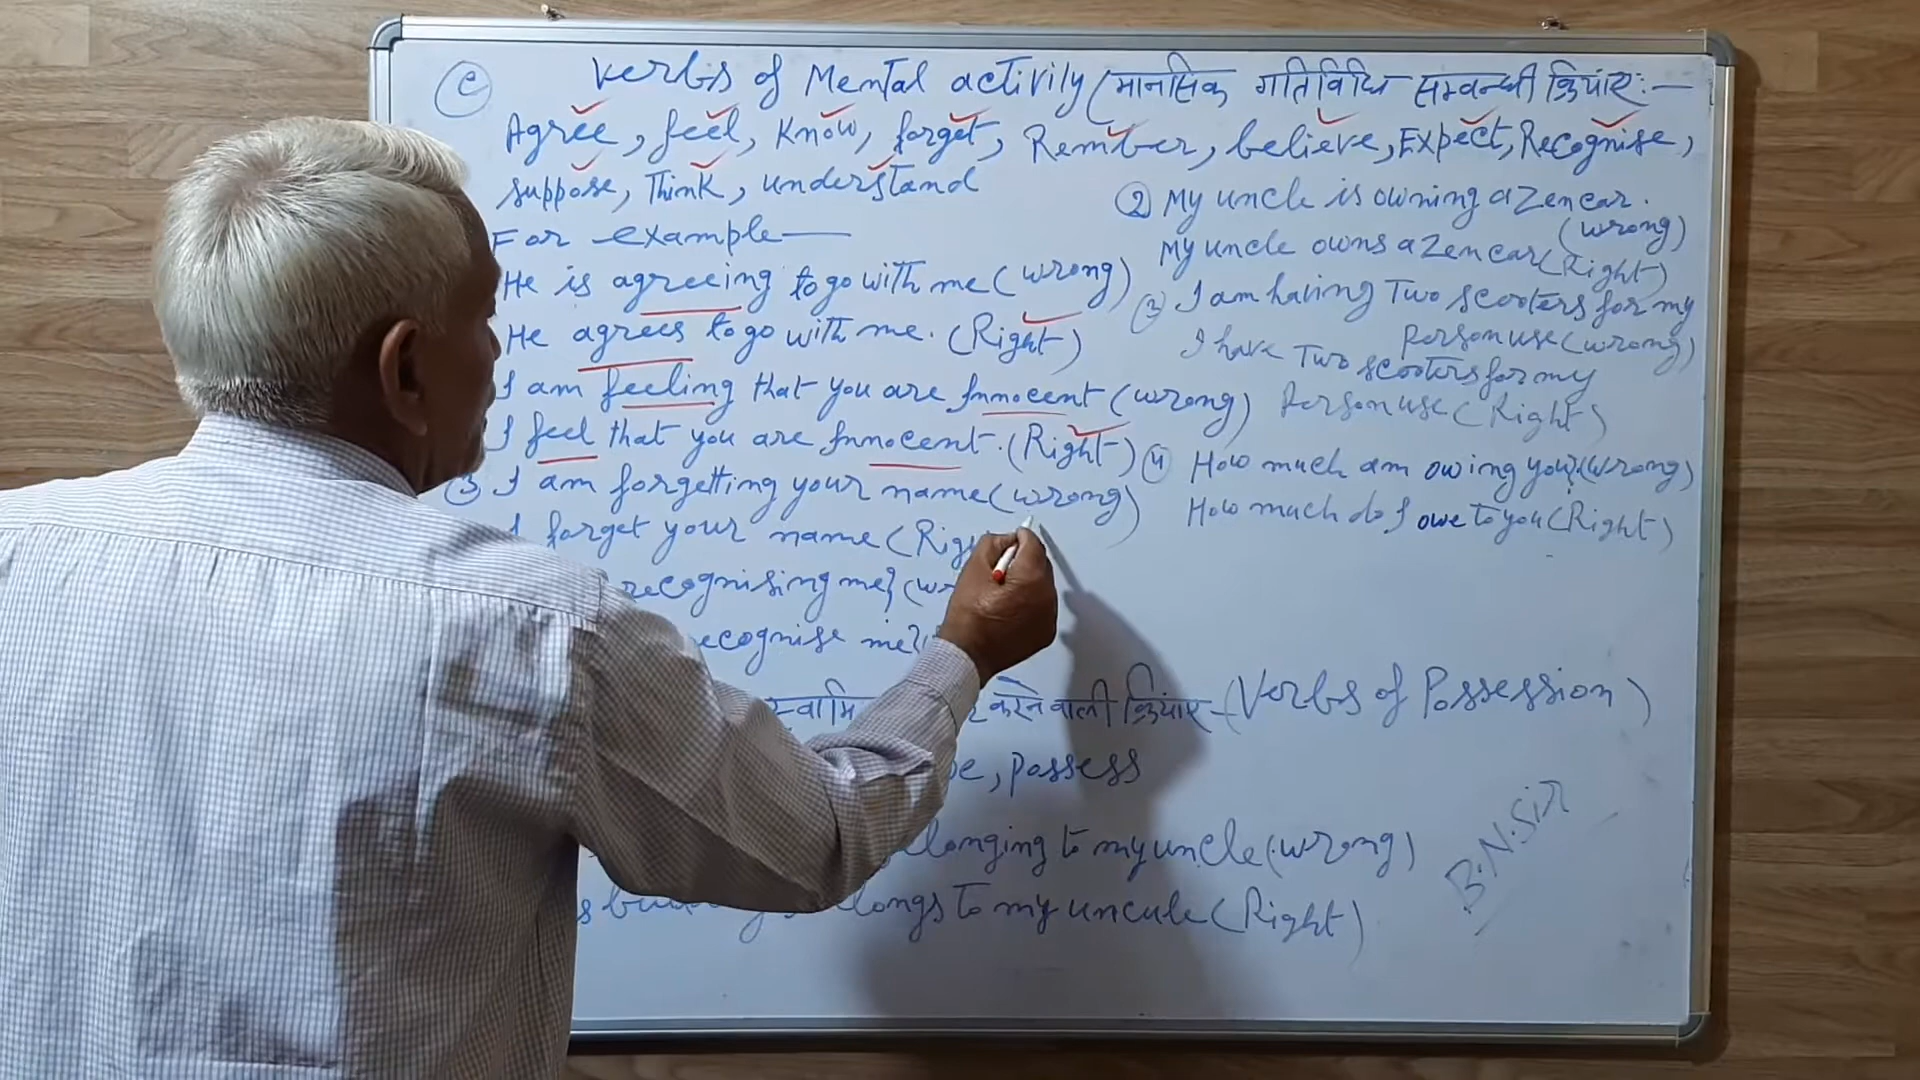 e Verbs of Mental activity (मानसिक गतिविधि सम्बन्धी क्रियाएं:-
Agree, feel, Know, forget, Rember, believe, Expect, Recognise,
suppose, Think, understand
For example
He is agreeing to go with me (wrong)
He agrees to go with me. (Right)
I am feeling that you are Innocent (wrong)
I feel that you are Innocent. (Right)
3 I am forgetting your name (wrong)
I forget your name
recognising me?
recognise me?
2 My uncle is owning a Zen car.
(wrong)
My uncle owns a Zen car (Right)
3 I am having Two scooters for my
Person use (wrong)
I have Two scooters for my
Person use (Right)
4 How much am owing you? (wrong)
How much do I owe to you (Right)
करने वाली क्रियाएं - (Verbs of Possession)
, possess
to my uncle (wrong)
to my uncule (Right)
B.N.Sir